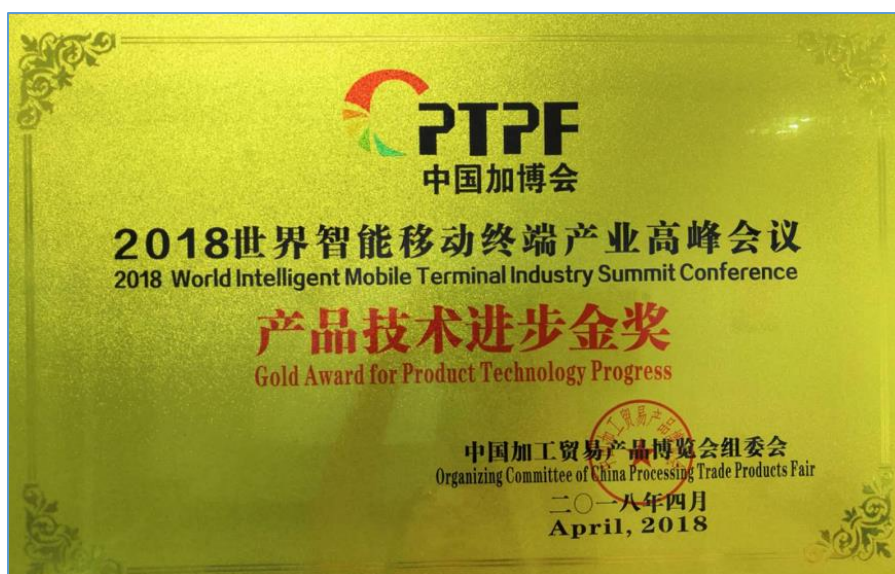 CPTPF
中国加博会
2018世界智能移动终端产业高峰会议
2018 World Intelligent Mobile Terminal Industry Summit Conference
产品技术进步金奖
Gold Award for Product Technology Progress
中国加工贸易产品博览会组委会
Organizing Committee of China Processing Trade Products Fair
二〇一八年四月
April, 2018